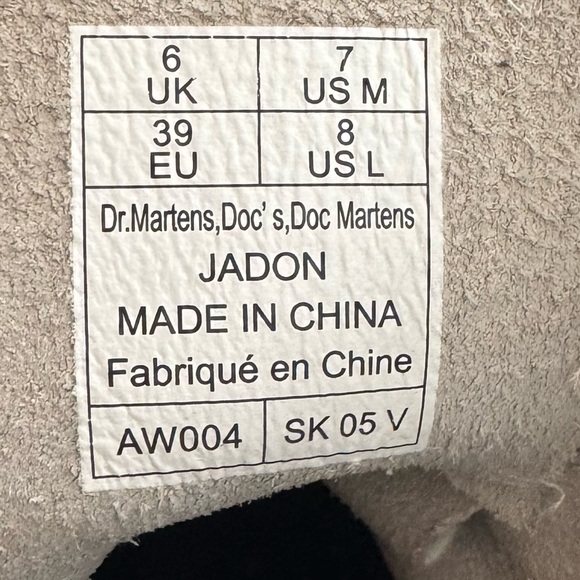 6 UK
7 US M
39 EU
8 US L
Dr.Martens,Doc's,Doc Martens
JADON
MADE IN CHINA
Fabriqué en Chine
AW004
SK 05 V